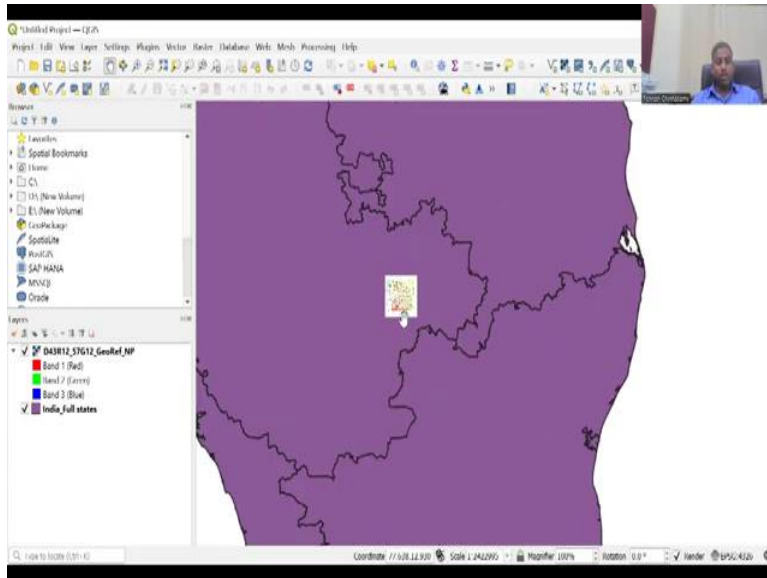 *Untitled Project — QGIS
Project Edit View Layer Settings Plugins Vector Raster Database Web Mesh Processing Help
Browser
Favorites
Spatial Bookmarks
Home
C:\
D:\ (New Volume)
E:\ (New Volume)
GeoPackage
SpatiaLite
PostGIS
SAP HANA
MSSQL
Oracle
Layers
D43R12_57G12_GeoRef_NP
Band 1 (Red)
Band 2 (Green)
Band 3 (Blue)
India_Full states
Type to locate (Ctrl+K)
Coordinate
Scale 1:2422995
Magnifier 100%
Rotation 0.0 °
Render
EPSG:4326